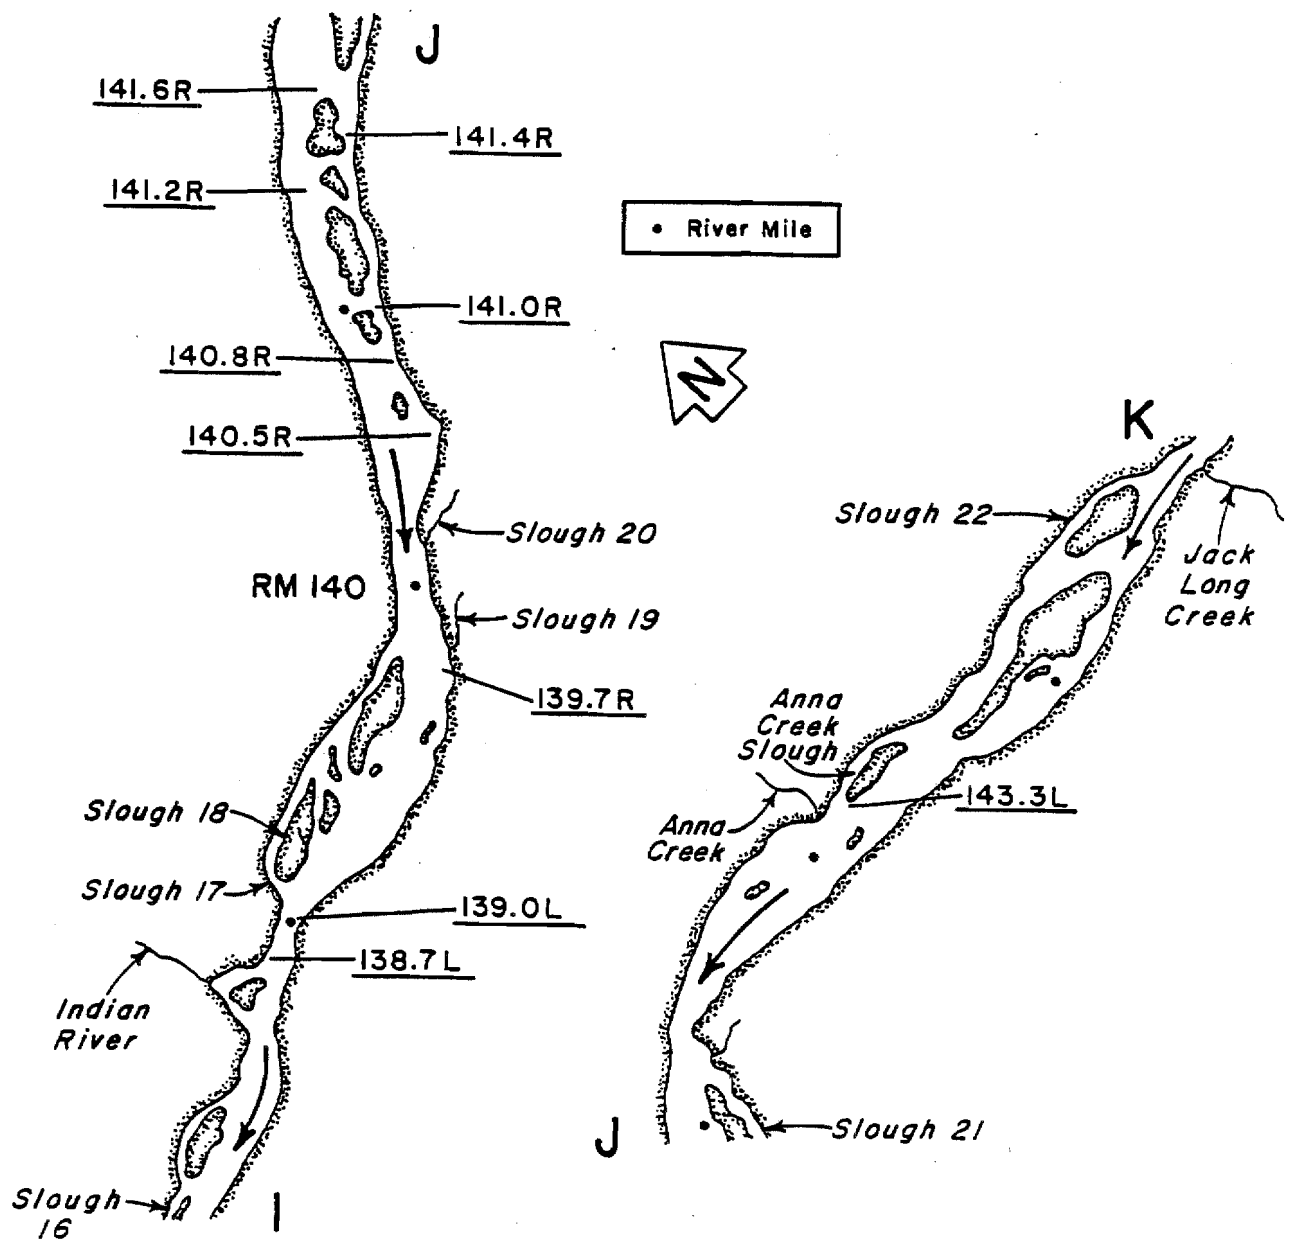 J
141.6R
141.4R
141.2R
• River Mile
141.0R
140.8R
N
140.5R
Slough 20
RM 140
Slough 19
139.7R
Slough 18
Slough 17
139.0L
138.7L
Indian
River
Slough
16
I
K
Slough 22
Jack
Long
Creek
Anna
Creek
Slough
143.3L
Anna
Creek
J
Slough 21